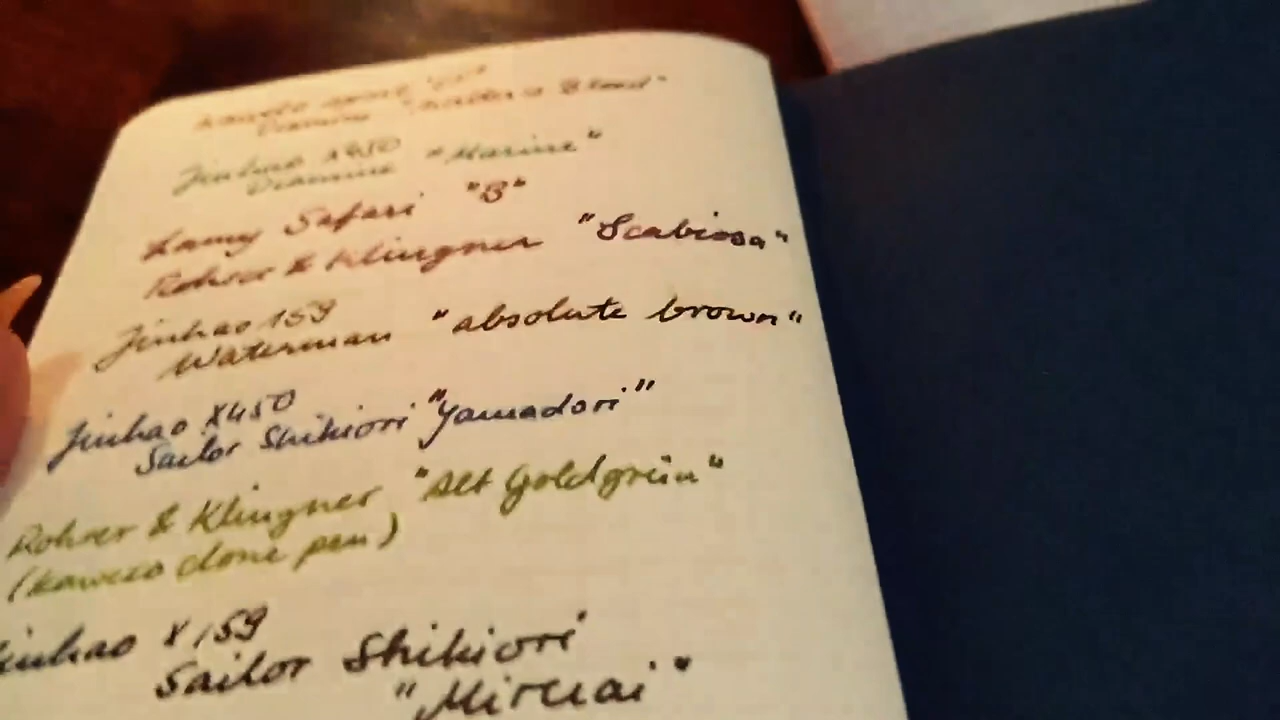 Diamine
Jinhao x450 "Marine"
Diamine
Lamy Safari "B"
Rohrer & Klingner "Scabiosa"
Jinhao 159
Waterman "absolute brown"
Jinhao X450
Sailor Shikiori "Yamadori"
Rohrer & Klingner "Alt Goldgrün"
(kaweco clone pen)
Jinhao X159
Sailor Shikiori